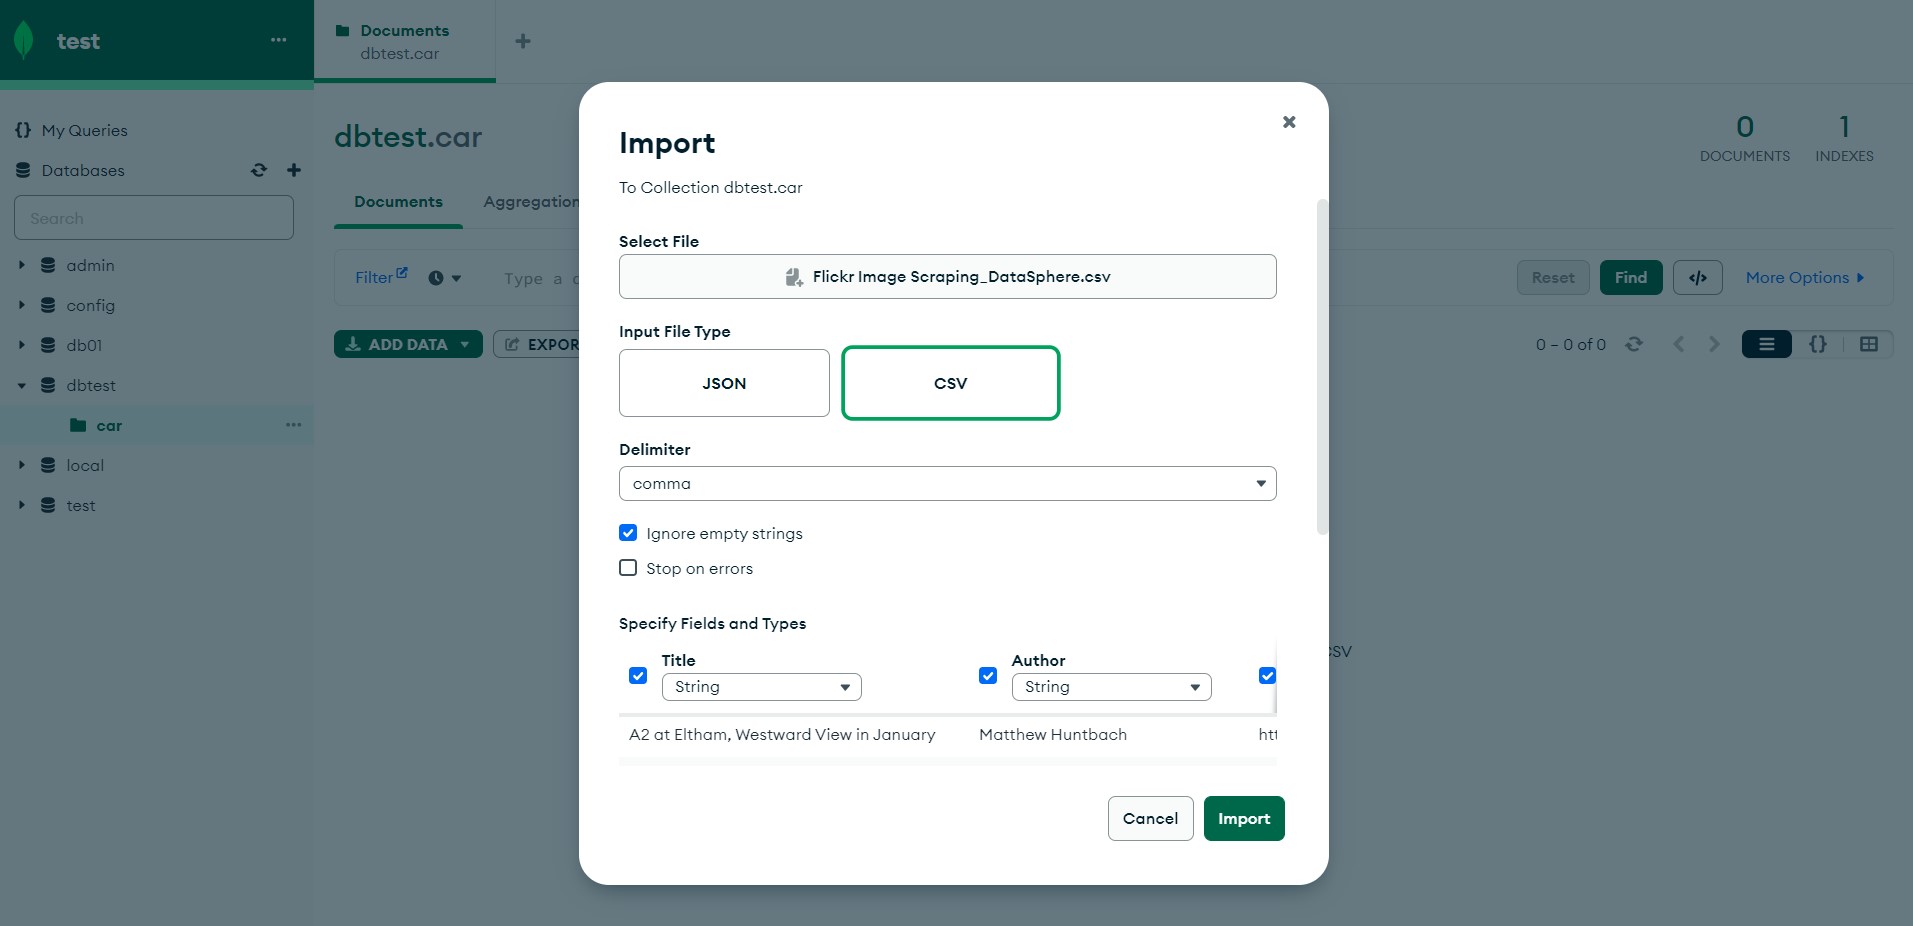 test
Documents
dbtest.car
My Queries
Databases
Search
admin
config
db01
dbtest
car
local
test
dbtest.car
0
DOCUMENTS
1
INDEXES
Documents
Aggregation
Filter
Type a
Reset
Find
</>
More Options
ADD DATA
EXPOR
0 – 0 of 0
{}
CSV
Import
To Collection dbtest.car
Select File
Flickr Image Scraping_DataSphere.csv
Input File Type
JSON
CSV
Delimiter
comma
Ignore empty strings
Stop on errors
Specify Fields and Types
Title
String
Author
String
A2 at Eltham, Westward View in January
Matthew Huntbach
htt
Cancel
Import